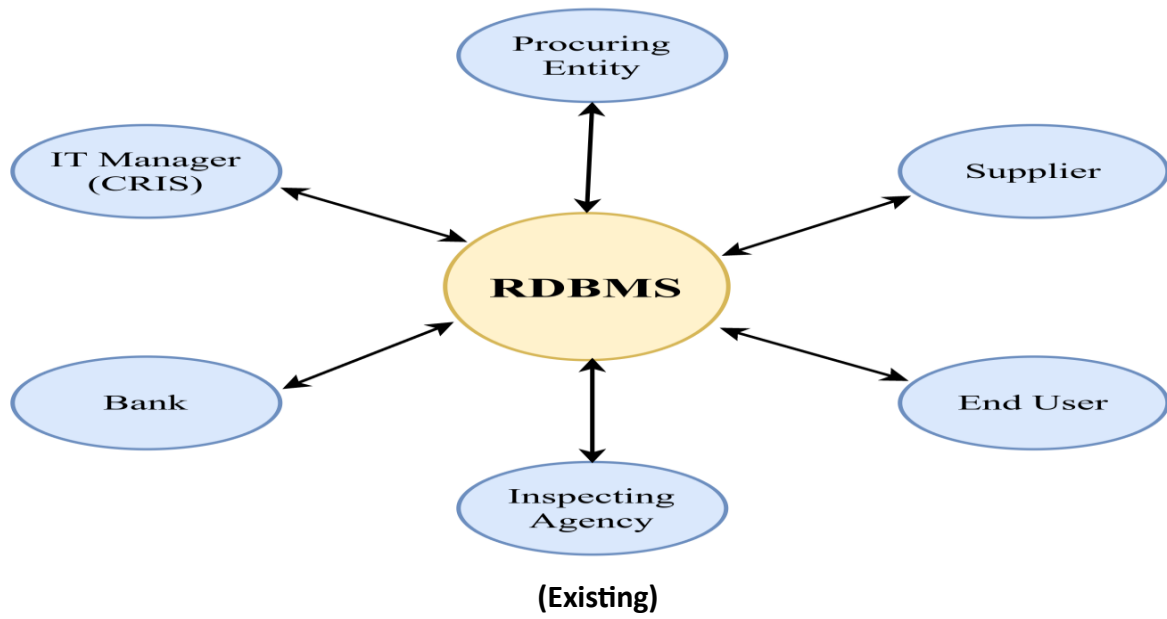 Procuring
Entity
IT Manager
(CRIS)
Supplier
RDBMS
Bank
End User
Inspecting
Agency
(Existing)